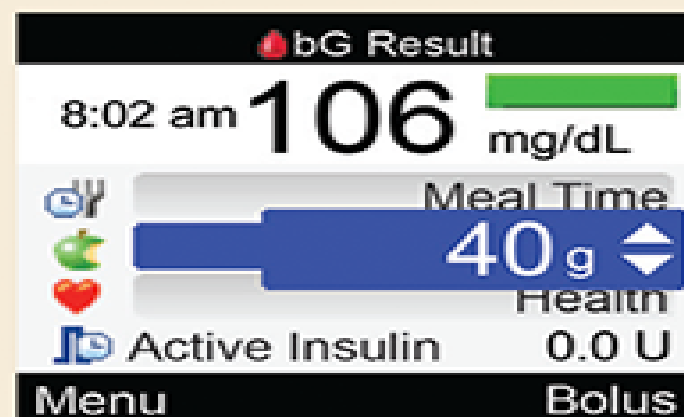 bG Result
8:02 am 106 mg/dL
Meal Time
40 g
Health
Active Insulin 0.0 U
Menu Bolus